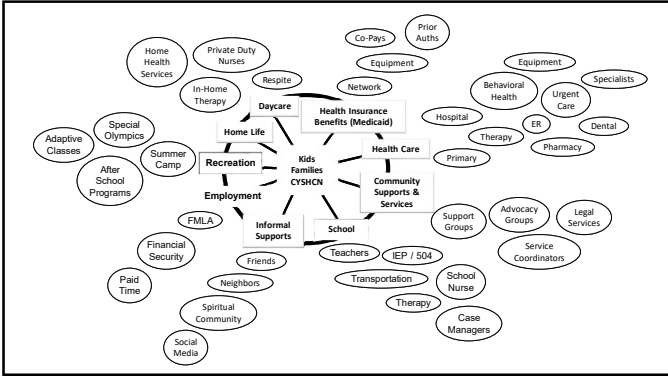 Prior
Auths
Co-Pays
Equipment
Network
Home
Health
Services
Private Duty
Nurses
In-Home
Therapy
Respite
Daycare
Health Insurance
Benefits (Medicaid)
Equipment
Specialists
Behavioral
Health
Urgent
Care
Hospital
ER
Dental
Therapy
Pharmacy
Primary
Health Care
Home Life
Special
Olympics
Adaptive
Classes
Summer
Camp
After
School
Programs
Recreation
Kids
Families
CYSHCN
Community
Supports &
Services
Employment
Support
Groups
Advocacy
Groups
Legal
Services
Service
Coordinators
FMLA
Financial
Security
Paid
Time
Informal
Supports
School
Friends
Neighbors
Spiritual
Community
Social
Media
Teachers
IEP / 504
Transportation
School
Nurse
Therapy
Case
Managers